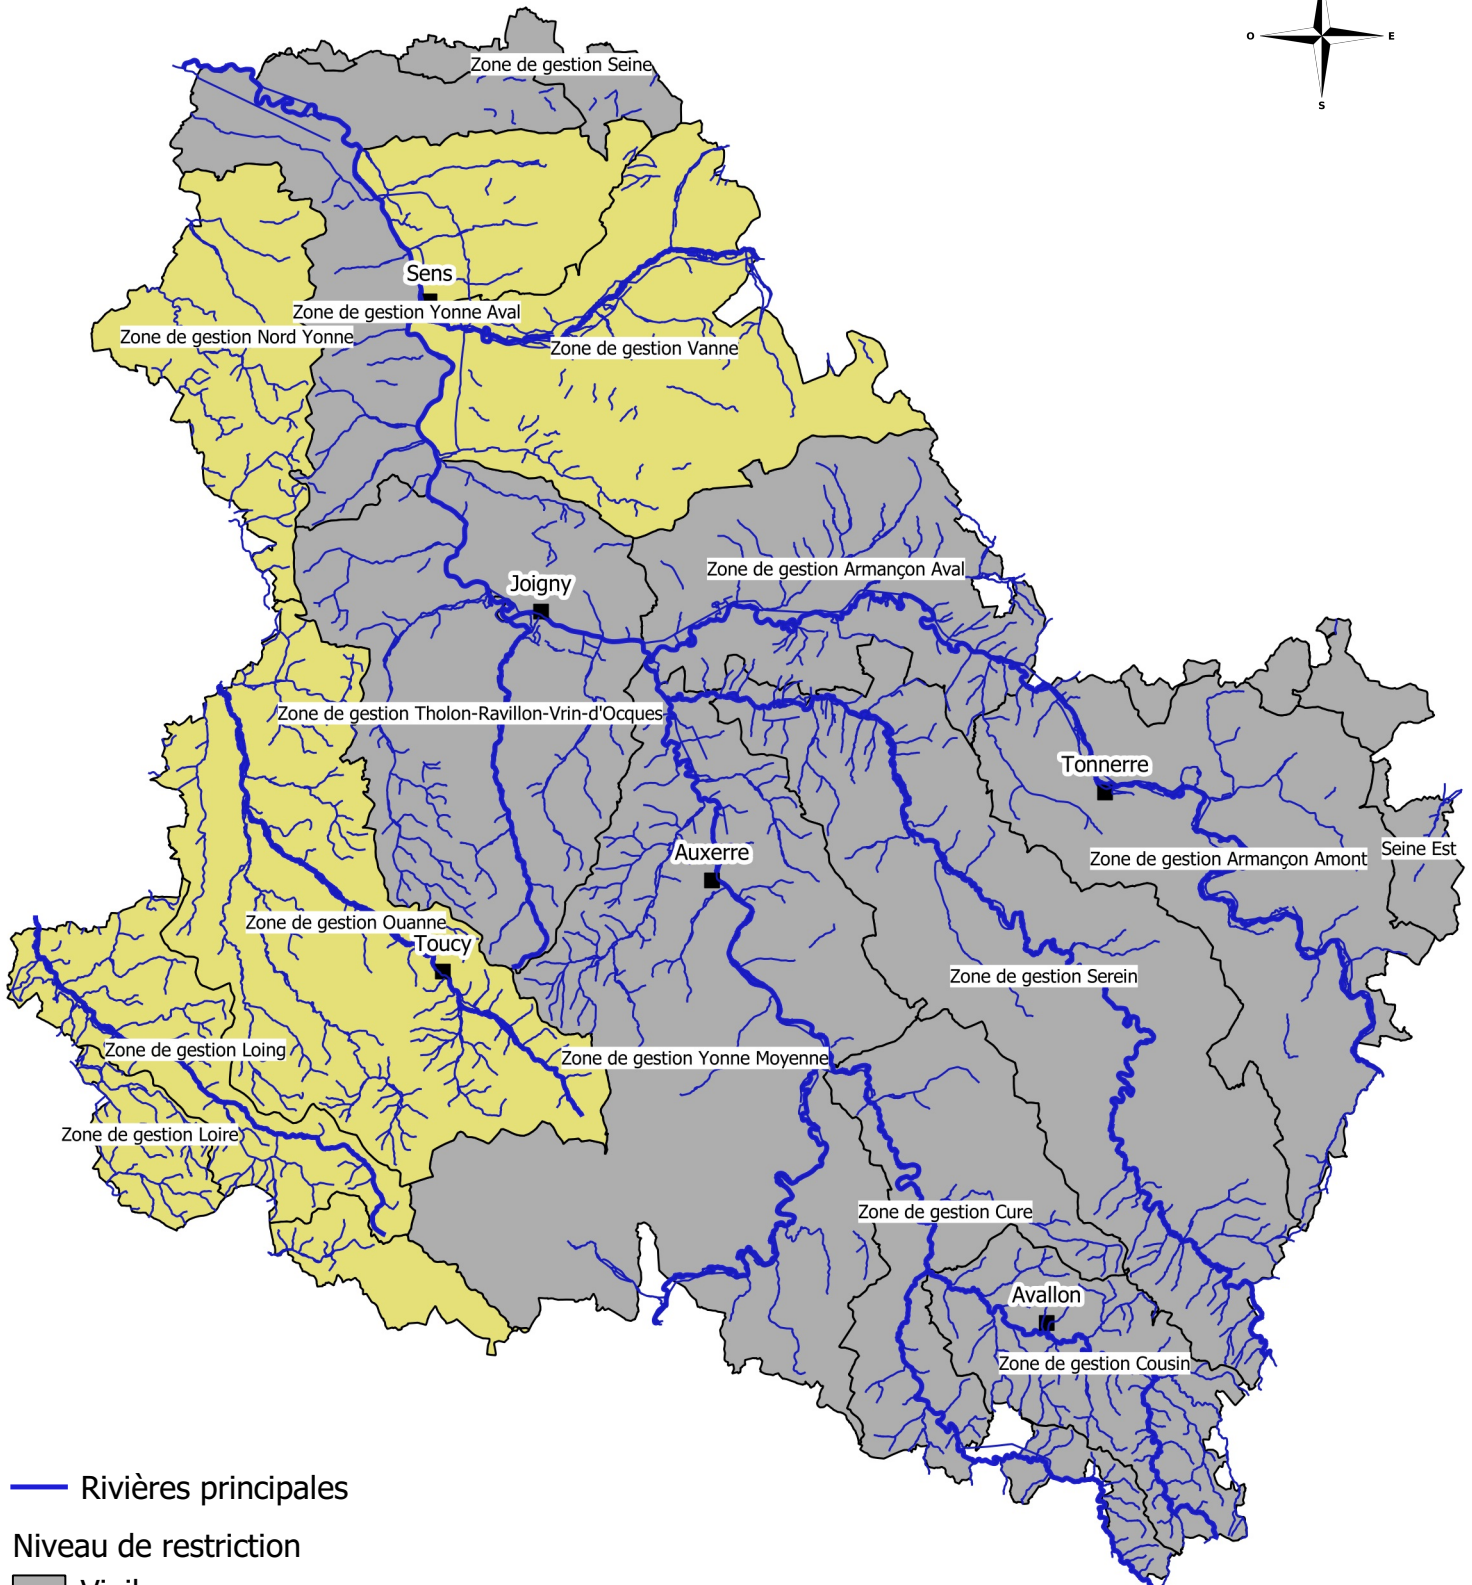 Zone de gestion Seine
O
E
S
Sens
Zone de gestion Yonne Aval
Zone de gestion Nord Yonne
Zone de gestion Vanne
Joigny
Zone de gestion Armançon Aval
Zone de gestion Tholon-Ravillon-Vrin-d'Ocques
Tonnerre
Auxerre
Zone de gestion Armançon Amont
Seine Est
Zone de gestion Ouanne
Toucy
Zone de gestion Serein
Zone de gestion Loing
Zone de gestion Yonne Moyenne
Zone de gestion Loire
Zone de gestion Cure
Avallon
Zone de gestion Cousin
Rivières principales
Niveau de restriction